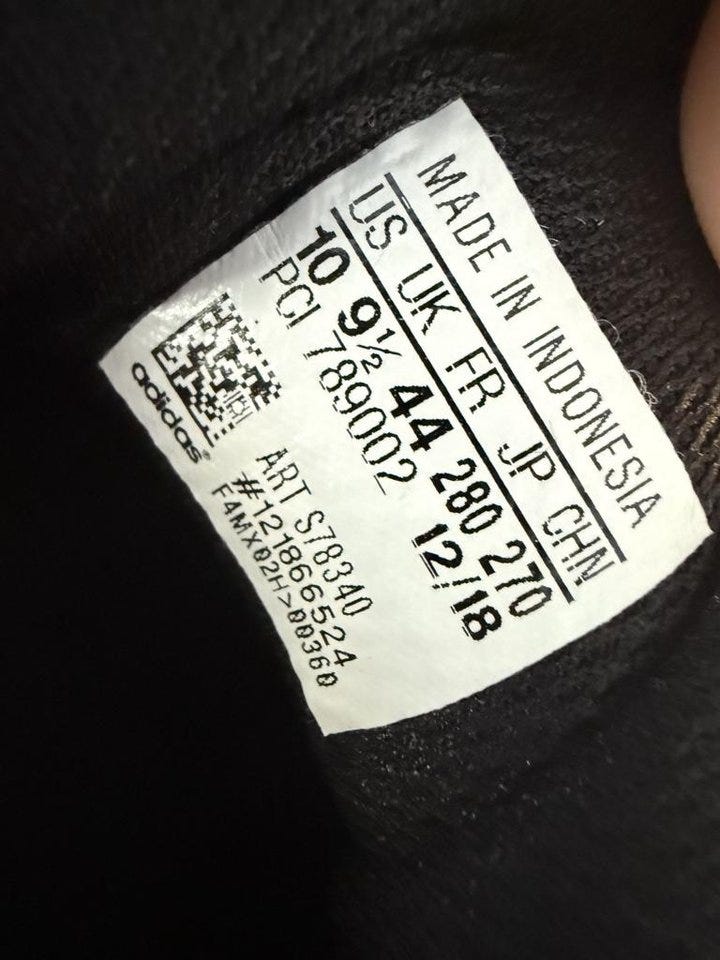 MADE IN INDONESIA
US UK FR JP CHN
10 9½ 44 280 270
PCI 789002 12/18
adidas®
ART S78340
#121866524
F4MX02H>00360